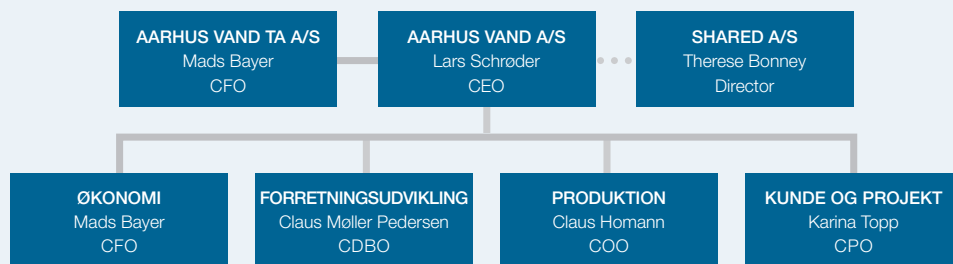 AARHUS VAND TA A/S
Mads Bayer
CFO
AARHUS VAND A/S
Lars Schrøder
CEO
SHARED A/S
Therese Bonney
Director
ØKONOMI
Mads Bayer
CFO
FORRETNINGSUDVIKLING
Claus Møller Pedersen
CDBO
PRODUKTION
Claus Homann
COO
KUNDE OG PROJEKT
Karina Topp
CPO